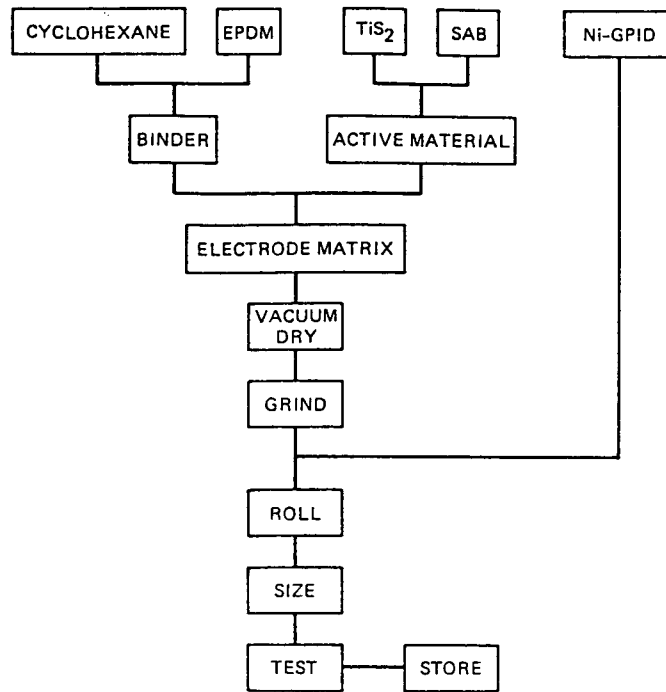 CYCLOHEXANE
EPDM
TiS2
SAB
Ni-GPID
BINDER
ACTIVE MATERIAL
ELECTRODE MATRIX
VACUUM
DRY
GRIND
ROLL
SIZE
TEST
STORE